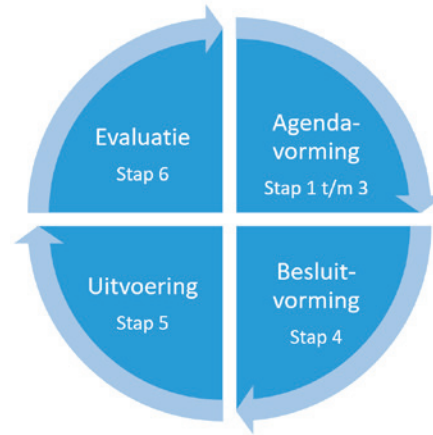 Evaluatie
Stap 6
Agenda-
vorming
Stap 1 t/m 3
Uitvoering
Stap 5
Besluit-
vorming
Stap 4